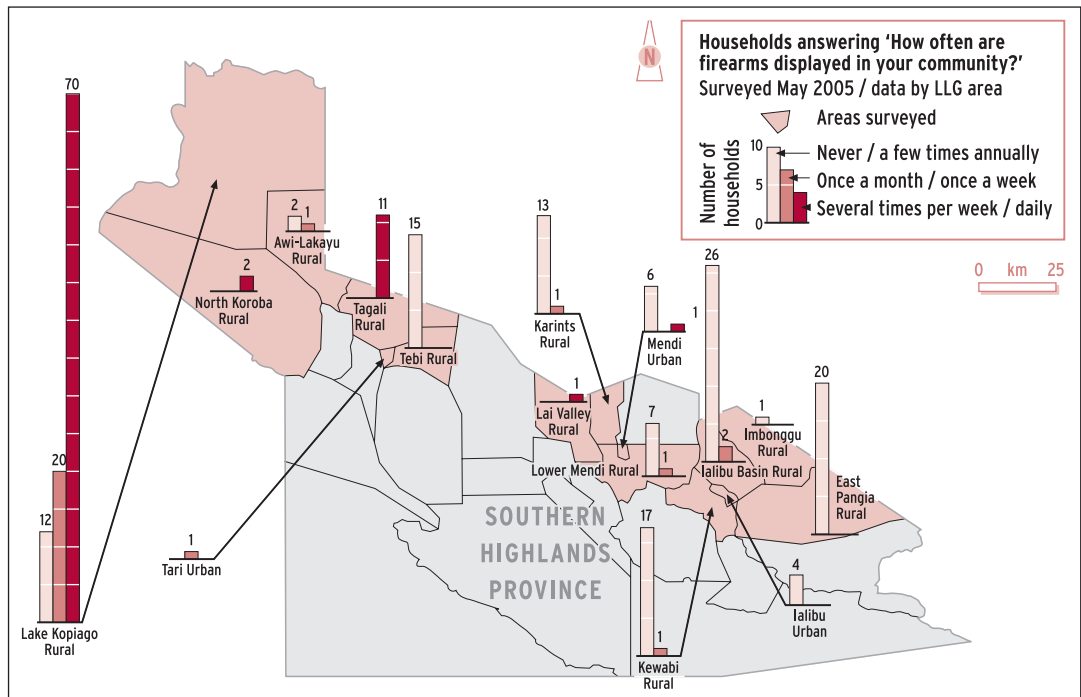 N
Households answering ‘How often are
firearms displayed in your community?’
Surveyed May 2005 / data by LLG area
Areas surveyed
Number of
households
10
5
0
Never / a few times annually
Once a month / once a week
Several times per week / daily
0 km 25
70
20
12
Lake Kopiago
Rural
2
1
Awi-Lakayu
Rural
2
North Koroba
Rural
11
Tagali
Rural
15
Tebi Rural
1
Tari Urban
13
1
Karints
Rural
6
1
Mendi
Urban
1
Lai Valley
Rural
7
1
Lower Mendi Rural
26
2
Ialibu Basin Rural
1
Imbonggu
Rural
20
East
Pangia
Rural
17
1
Kewabi
Rural
4
Ialibu
Urban
SOUTHERN
HIGHLANDS
PROVINCE